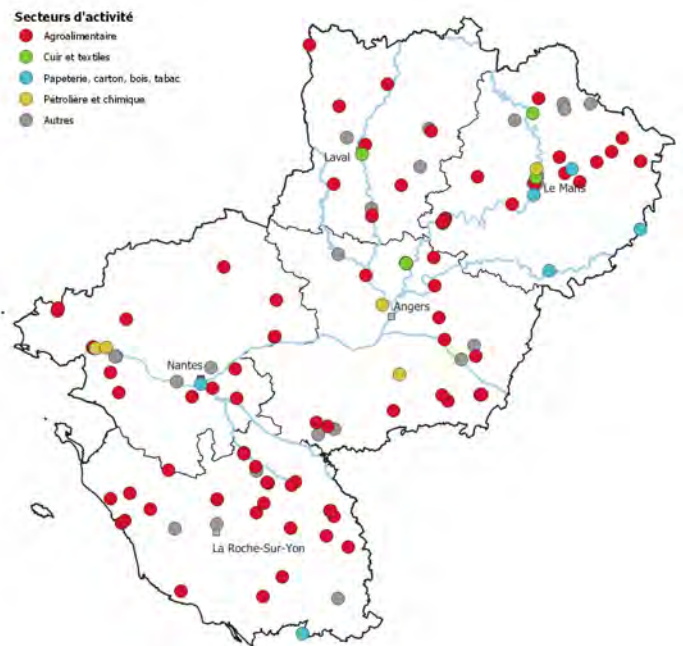 Secteurs d'activité
Agroalimentaire
Cuir et textiles
Papeterie, carton, bois, tabac
Pétrolière et chimique
Autres
Laval
Le Mans
Angers
Nantes
La Roche-Sur-Yon